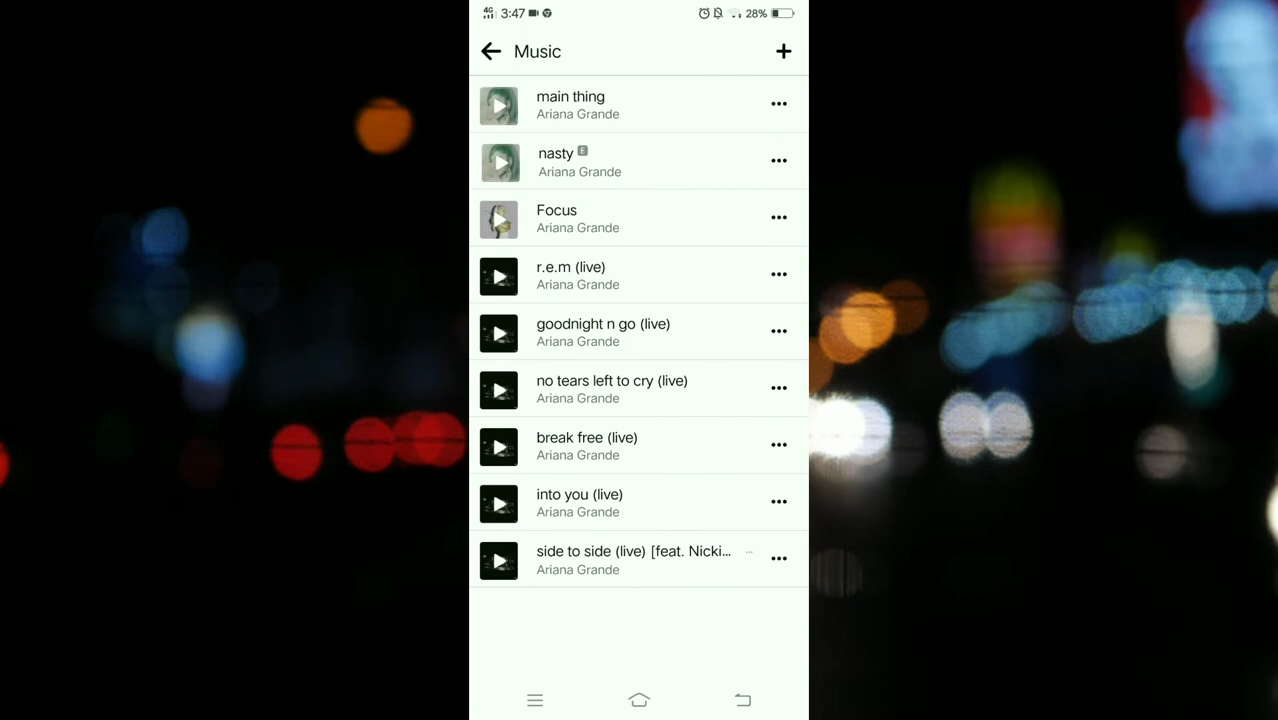 4G 3:47 28%
Music
main thing
Ariana Grande
nasty E
Ariana Grande
Focus
Ariana Grande
r.e.m (live)
Ariana Grande
goodnight n go (live)
Ariana Grande
no tears left to cry (live)
Ariana Grande
break free (live)
Ariana Grande
into you (live)
Ariana Grande
side to side (live) [feat. Nicki...
Ariana Grande